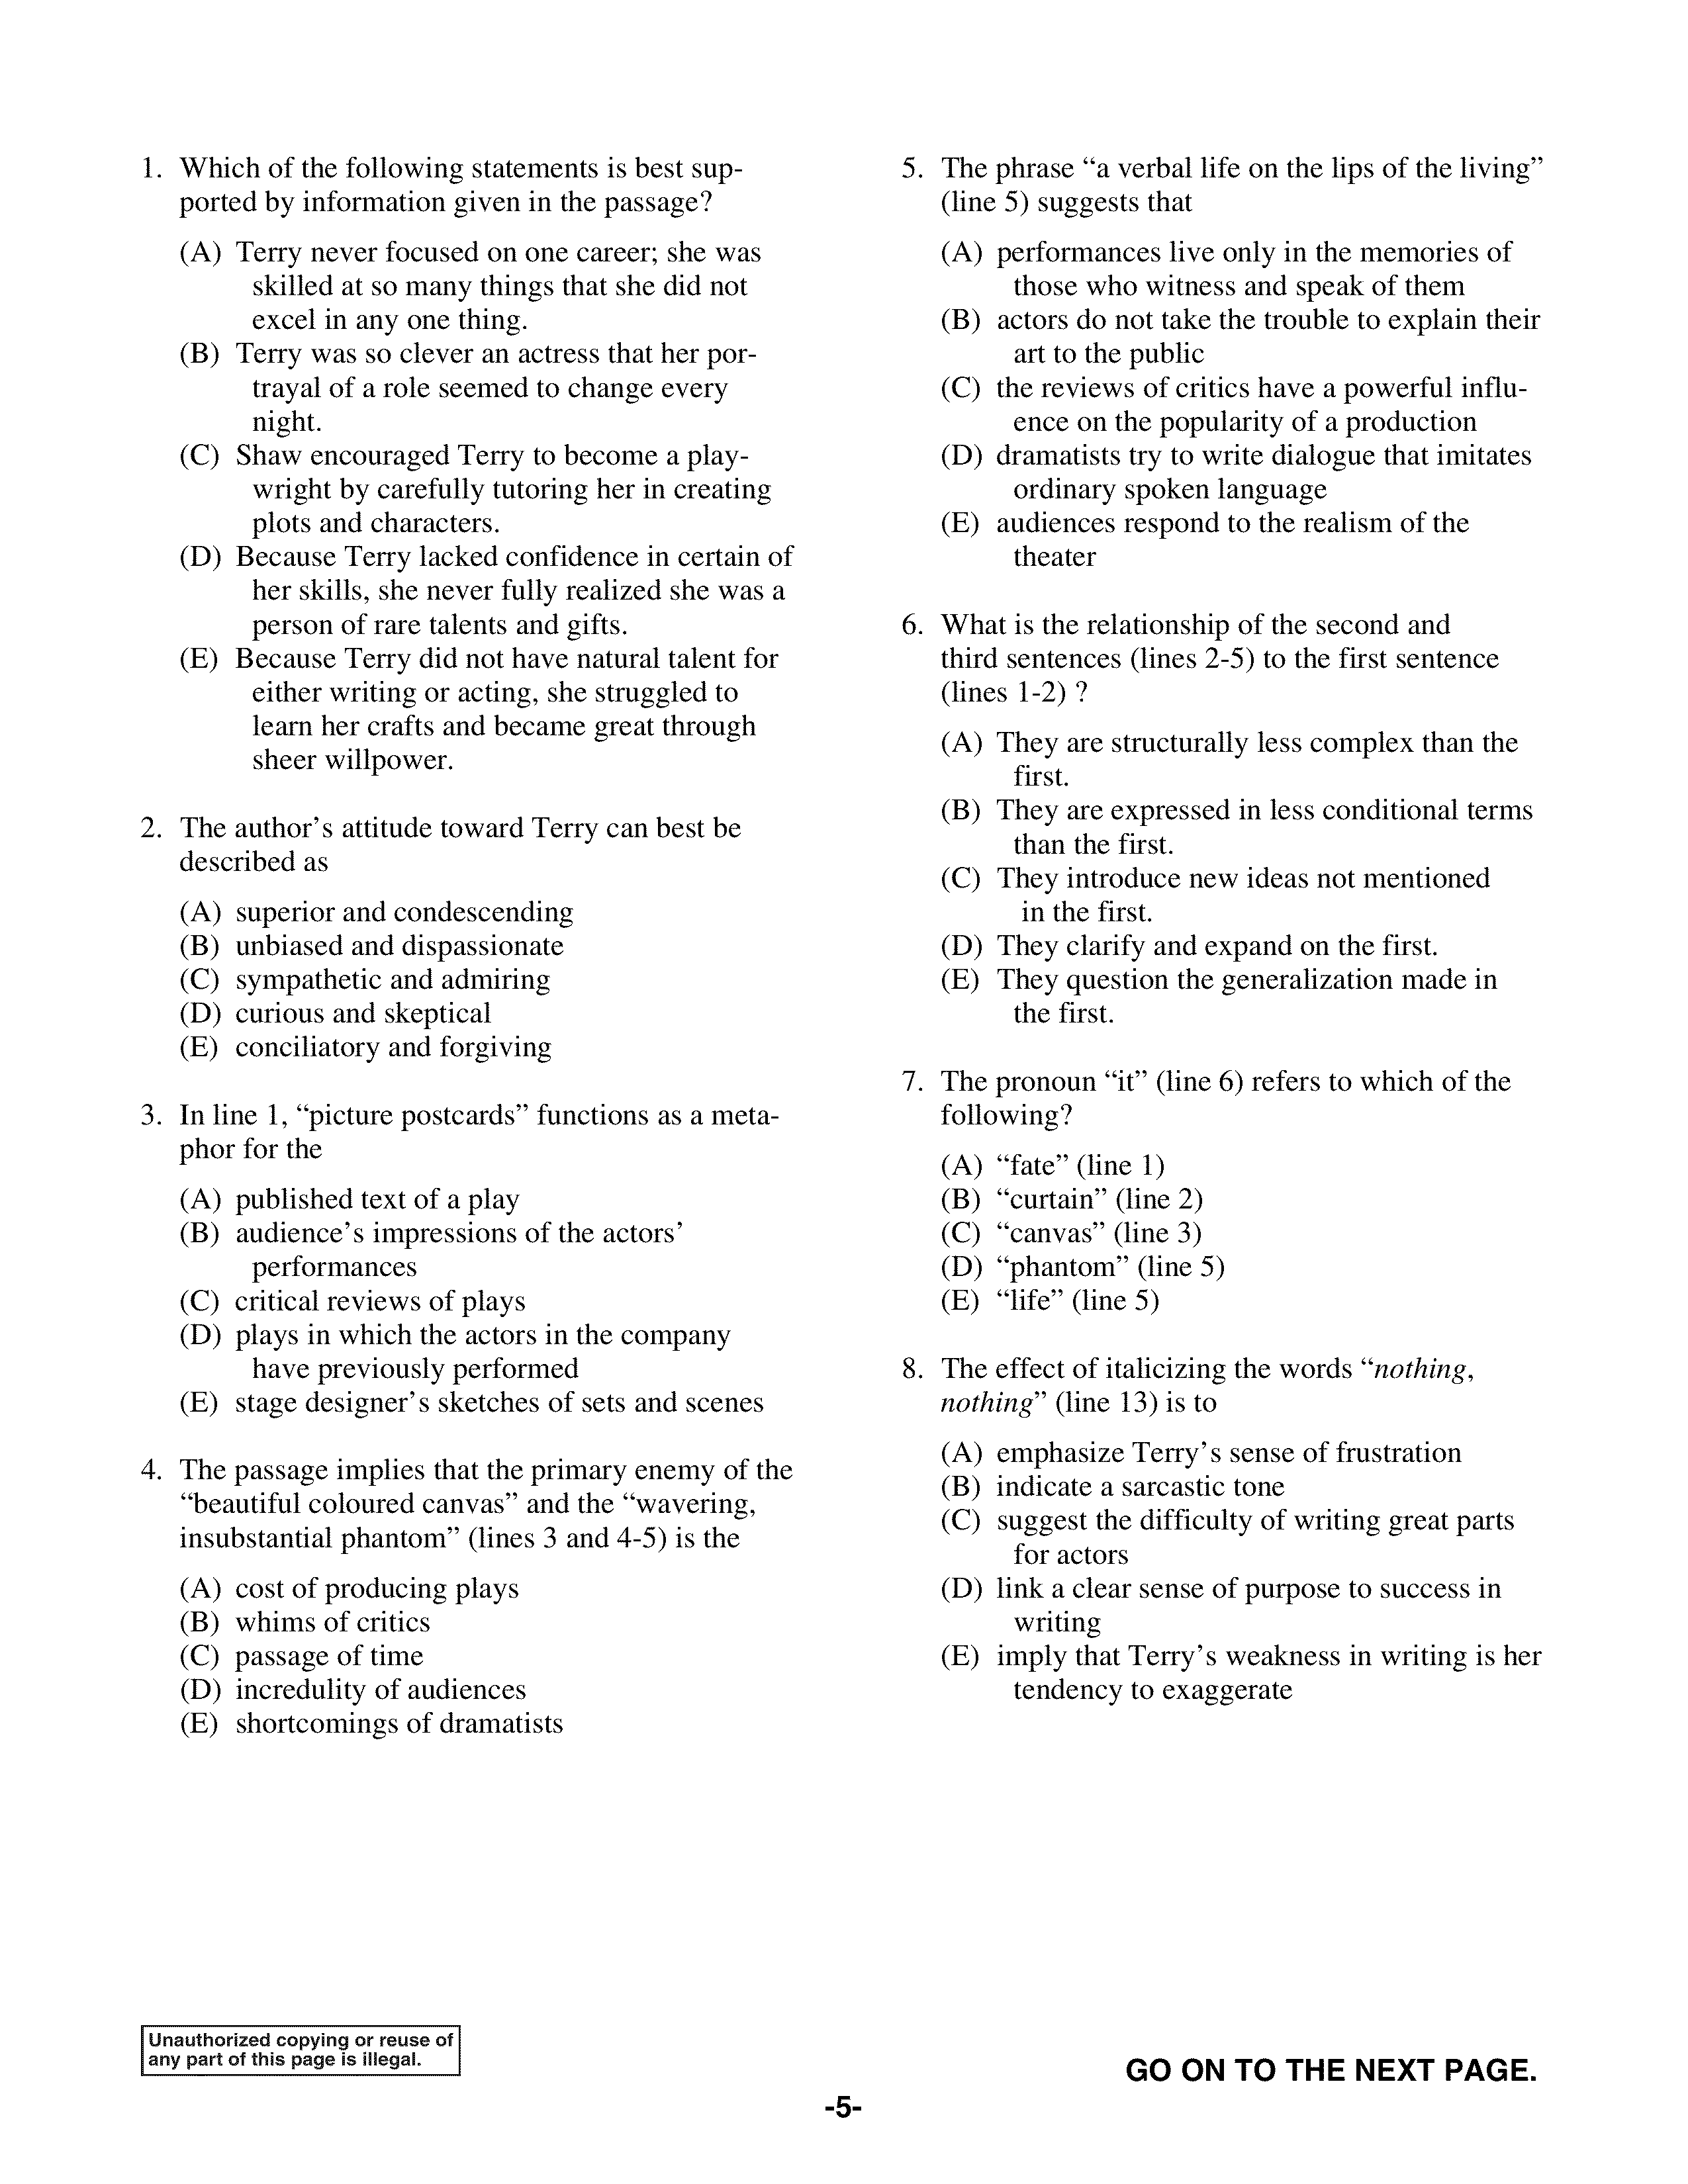 1. Which of the following statements is best sup-
ported by information given in the passage?
(A) Terry never focused on one career; she was
skilled at so many things that she did not
excel in any one thing.
(B) Terry was so clever an actress that her por-
trayal of a role seemed to change every
night.
(C) Shaw encouraged Terry to become a play-
wright by carefully tutoring her in creating
plots and characters.
(D) Because Terry lacked confidence in certain of
her skills, she never fully realized she was a
person of rare talents and gifts.
(E) Because Terry did not have natural talent for
either writing or acting, she struggled to
learn her crafts and became great through
sheer willpower.
2. The author’s attitude toward Terry can best be
described as
(A) superior and condescending
(B) unbiased and dispassionate
(C) sympathetic and admiring
(D) curious and skeptical
(E) conciliatory and forgiving
3. In line 1, “picture postcards” functions as a meta-
phor for the
(A) published text of a play
(B) audience’s impressions of the actors’
performances
(C) critical reviews of plays
(D) plays in which the actors in the company
have previously performed
(E) stage designer’s sketches of sets and scenes
4. The passage implies that the primary enemy of the
“beautiful coloured canvas” and the “wavering,
insubstantial phantom” (lines 3 and 4-5) is the
(A) cost of producing plays
(B) whims of critics
(C) passage of time
(D) incredulity of audiences
(E) shortcomings of dramatists
5. The phrase “a verbal life on the lips of the living”
(line 5) suggests that
(A) performances live only in the memories of
those who witness and speak of them
(B) actors do not take the trouble to explain their
art to the public
(C) the reviews of critics have a powerful influ-
ence on the popularity of a production
(D) dramatists try to write dialogue that imitates
ordinary spoken language
(E) audiences respond to the realism of the
theater
6. What is the relationship of the second and
third sentences (lines 2-5) to the first sentence
(lines 1-2) ?
(A) They are structurally less complex than the
first.
(B) They are expressed in less conditional terms
than the first.
(C) They introduce new ideas not mentioned
in the first.
(D) They clarify and expand on the first.
(E) They question the generalization made in
the first.
7. The pronoun “it” (line 6) refers to which of the
following?
(A) “fate” (line 1)
(B) “curtain” (line 2)
(C) “canvas” (line 3)
(D) “phantom” (line 5)
(E) “life” (line 5)
8. The effect of italicizing the words “nothing,
nothing” (line 13) is to
(A) emphasize Terry’s sense of frustration
(B) indicate a sarcastic tone
(C) suggest the difficulty of writing great parts
for actors
(D) link a clear sense of purpose to success in
writing
(E) imply that Terry’s weakness in writing is her
tendency to exaggerate
Unauthorized copying or reuse of
any part of this page is illegal.
GO ON TO THE NEXT PAGE.
-5-